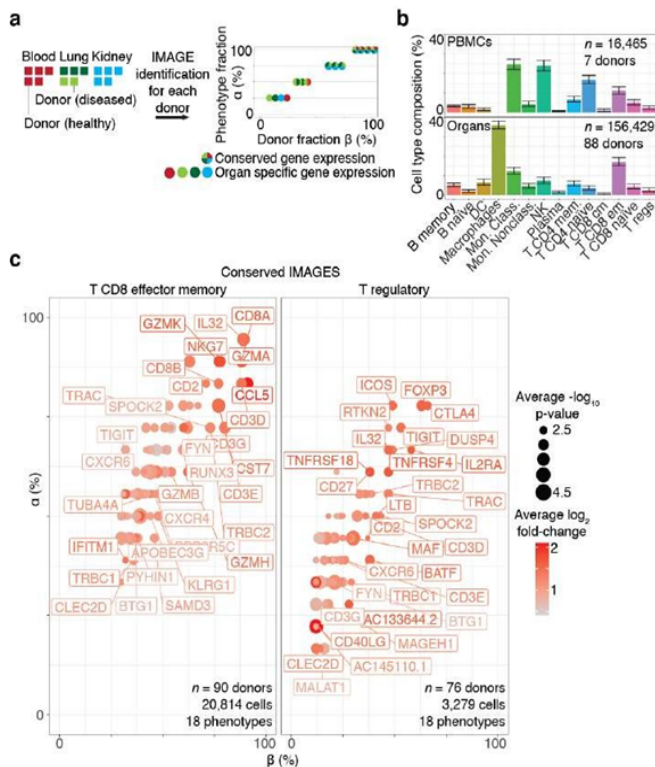 a
Blood Lung Kidney
Donor (diseased)
Donor (healthy)
IMAGE
identification
for each
donor
Phenotype fraction
(%)
100
50
0
0
100
Donor fraction β (%)
Conserved gene expression
Organ specific gene expression
b
Cell type composition (%)
40
0
PBMCs
n = 16,465
7 donors
40
0
Organs
n = 156,429
88 donors
B memory
B naive
DC
Macrophages
Mon. Class.
Mon. Nonclass.
NK
Plasma
T CD4 mem.
T CD4 naive
T CD8 cm
T CD8 em
T CD8 naive
T regs
c
Conserved IMAGES
T CD8 effector memory
T regulatory
α (%)
100
0
GZMK
IL32
CD8A
NKG7
GZMA
CD8B
CD2
CCL5
TRAC
SPOCK2
CD3D
TIGIT
FYN
CD3G
CST7
CXCR6
RUNX3
CD3E
TUBA4A
GZMB
CXCR4
TRBC2
IFITM1
APOBEC3G
GZMH
TRBC1
PYHIN1
KLRG1
CLEC2D
BTG1
SAMD3
n = 90 donors
20,814 cells
18 phenotypes
ICOS
FOXP3
RTKN2
CTLA4
IL32
TIGIT
DUSP4
TNFRSF18
TNFRSF4
IL2RA
CD27
TRBC2
TRAC
LTB
CD2
SPOCK2
MAF
CD3D
CXCR6
BATF
FYN
TRBC1
CD3E
CD3G
AC133644.2
BTG1
CD40LG
MAGEH1
CLEC2D
AC145110.1
MALAT1
n = 76 donors
3,279 cells
18 phenotypes
0
100
0
100
β (%)
Average -log10
p-value
2.5
4.5
Average log2
fold-change
2
1